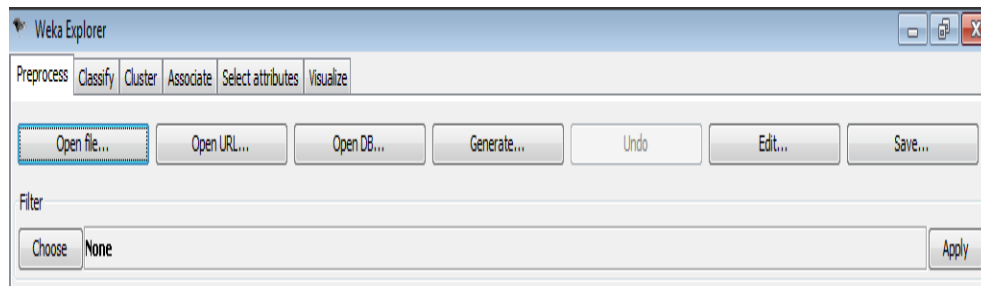 Weka Explorer
Preprocess Classify Cluster Associate Select attributes Visualize
Open file... Open URL... Open DB... Generate... Undo Edit... Save...
Filter
Choose None Apply